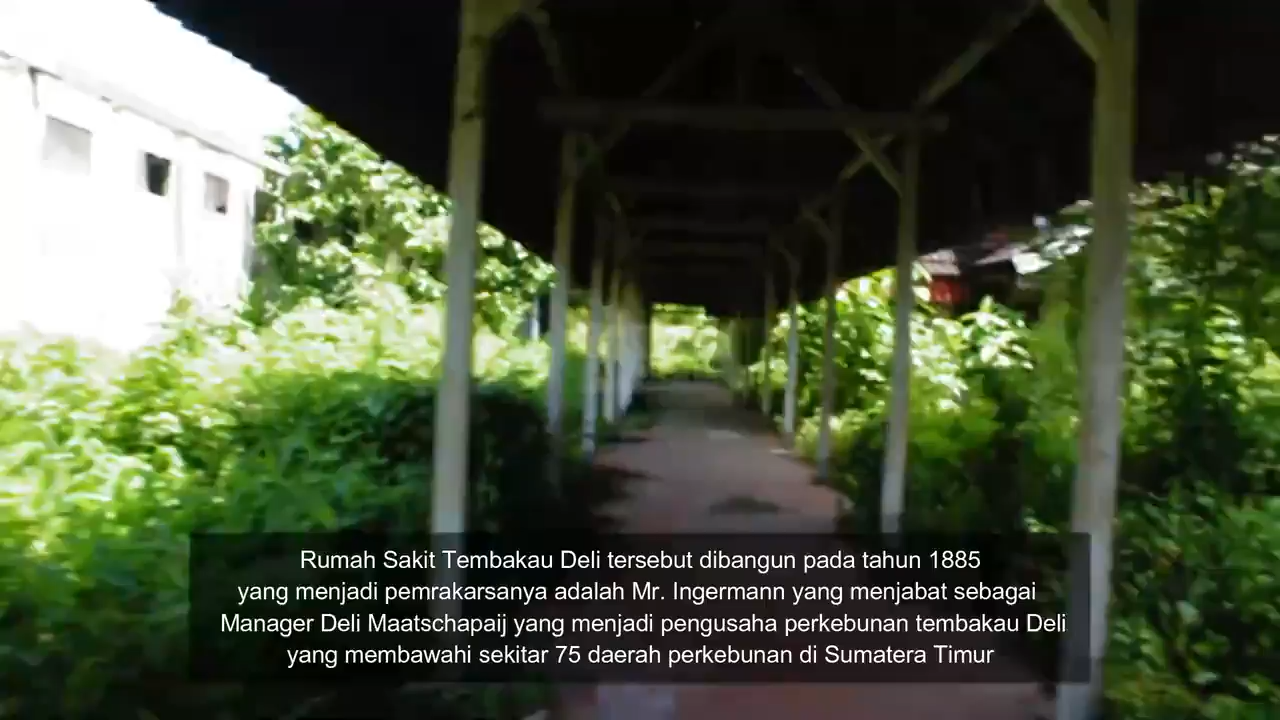 Rumah Sakit Tembakau Deli tersebut dibangun pada tahun 1885
yang menjadi pemrakarsanya adalah Mr. Ingermann yang menjabat sebagai
Manager Deli Maatschapaij yang menjadi pengusaha perkebunan tembakau Deli
yang membawahi sekitar 75 daerah perkebunan di Sumatera Timur